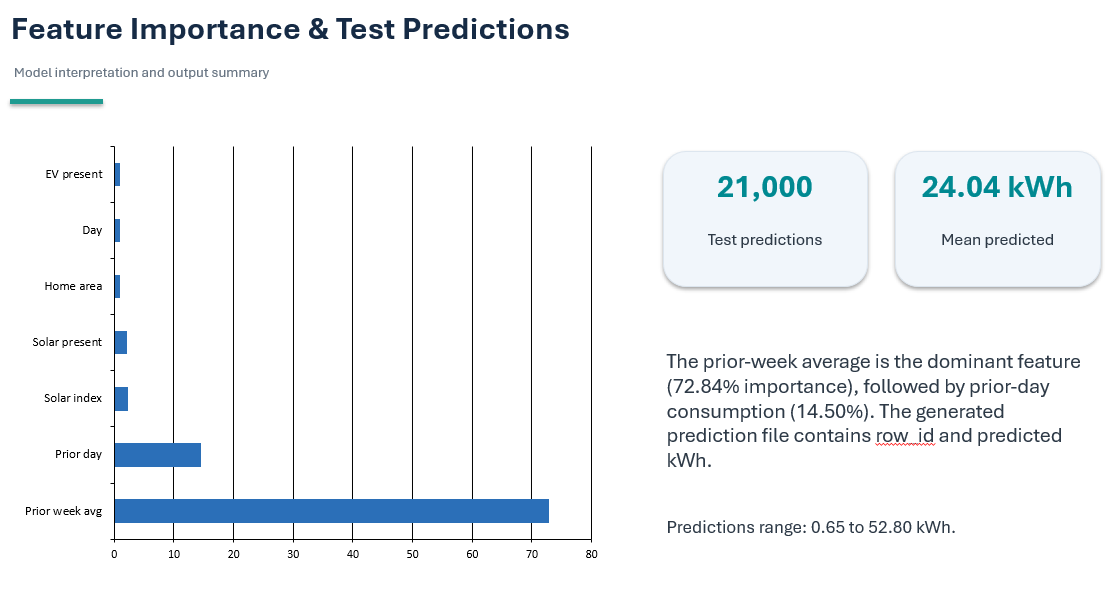 Feature Importance & Test Predictions
Model interpretation and output summary
EV present
Day
Home area
Solar present
Solar index
Prior day
Prior week avg
0 10 20 30 40 50 60 70 80
21,000
Test predictions
24.04 kWh
Mean predicted
The prior-week average is the dominant feature
(72.84% importance), followed by prior-day
consumption (14.50%). The generated
prediction file contains row_id and predicted
kWh.
Predictions range: 0.65 to 52.80 kWh.